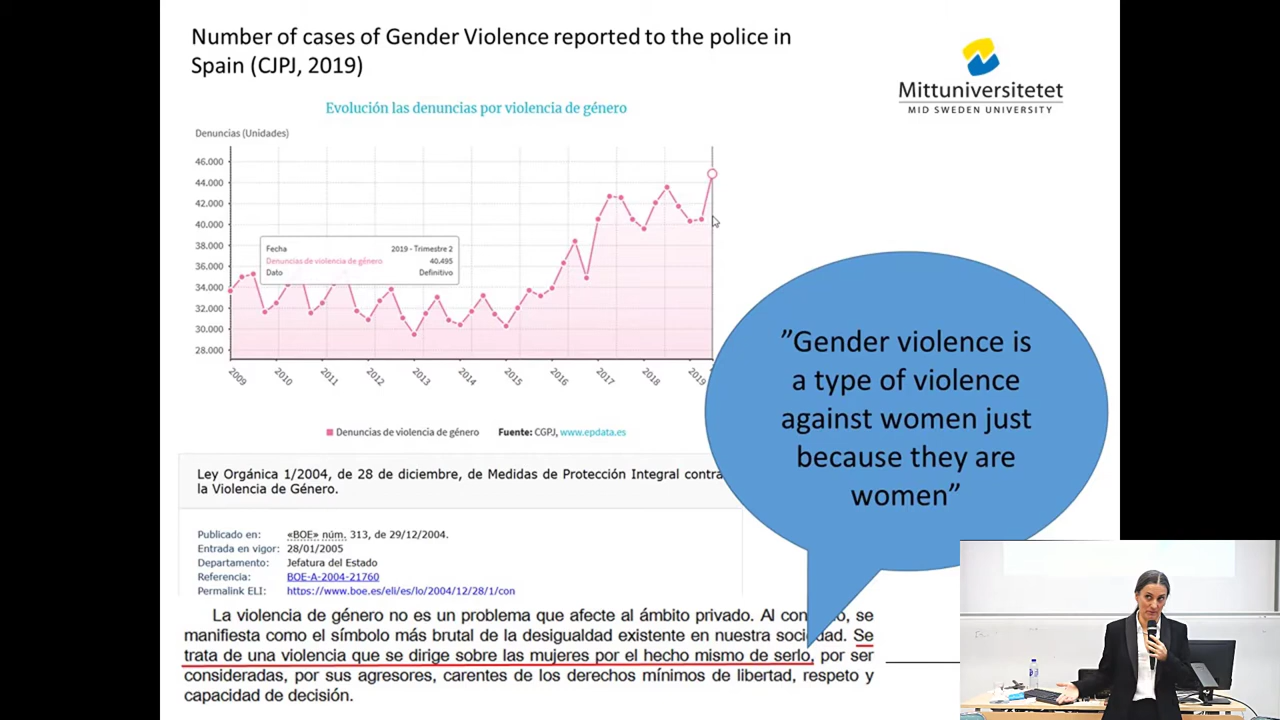 Number of cases of Gender Violence reported to the police in
Spain (CJPJ, 2019)
Mittuniversitetet
MID SWEDEN UNIVERSITY
Evolución las denuncias por violencia de género
Denuncias (Unidades)
46.000
44.000
42.000
40.000
38.000
36.000
34.000
32.000
30.000
28.000
Fecha 2019 - Trimestre 2
Denuncias de violencia de género 40.495
Dato Definitivo
2009 2010 2011 2012 2013 2014 2015 2016 2017 2018 2019
Denuncias de violencia de género Fuente: CGPJ, www.epdata.es
”Gender violence is
a type of violence
against women just
because they are
women”
Ley Orgánica 1/2004, de 28 de diciembre, de Medidas de Protección Integral contra
la Violencia de Género.
Publicado en: «BOE» núm. 313, de 29/12/2004.
Entrada en vigor: 28/01/2005
Departamento: Jefatura del Estado
Referencia: BOE-A-2004-21760
Permalink ELI: https://www.boe.es/eli/es/lo/2004/12/28/1/con
La violencia de género no es un problema que afecte al ámbito privado. Al con o, se
manifiesta como el símbolo más brutal de la desigualdad existente en nuestra sociedad. Se
trata de una violencia que se dirige sobre las mujeres por el hecho mismo de serlo, por ser
consideradas, por sus agresores, carentes de los derechos mínimos de libertad, respeto y
capacidad de decisión.